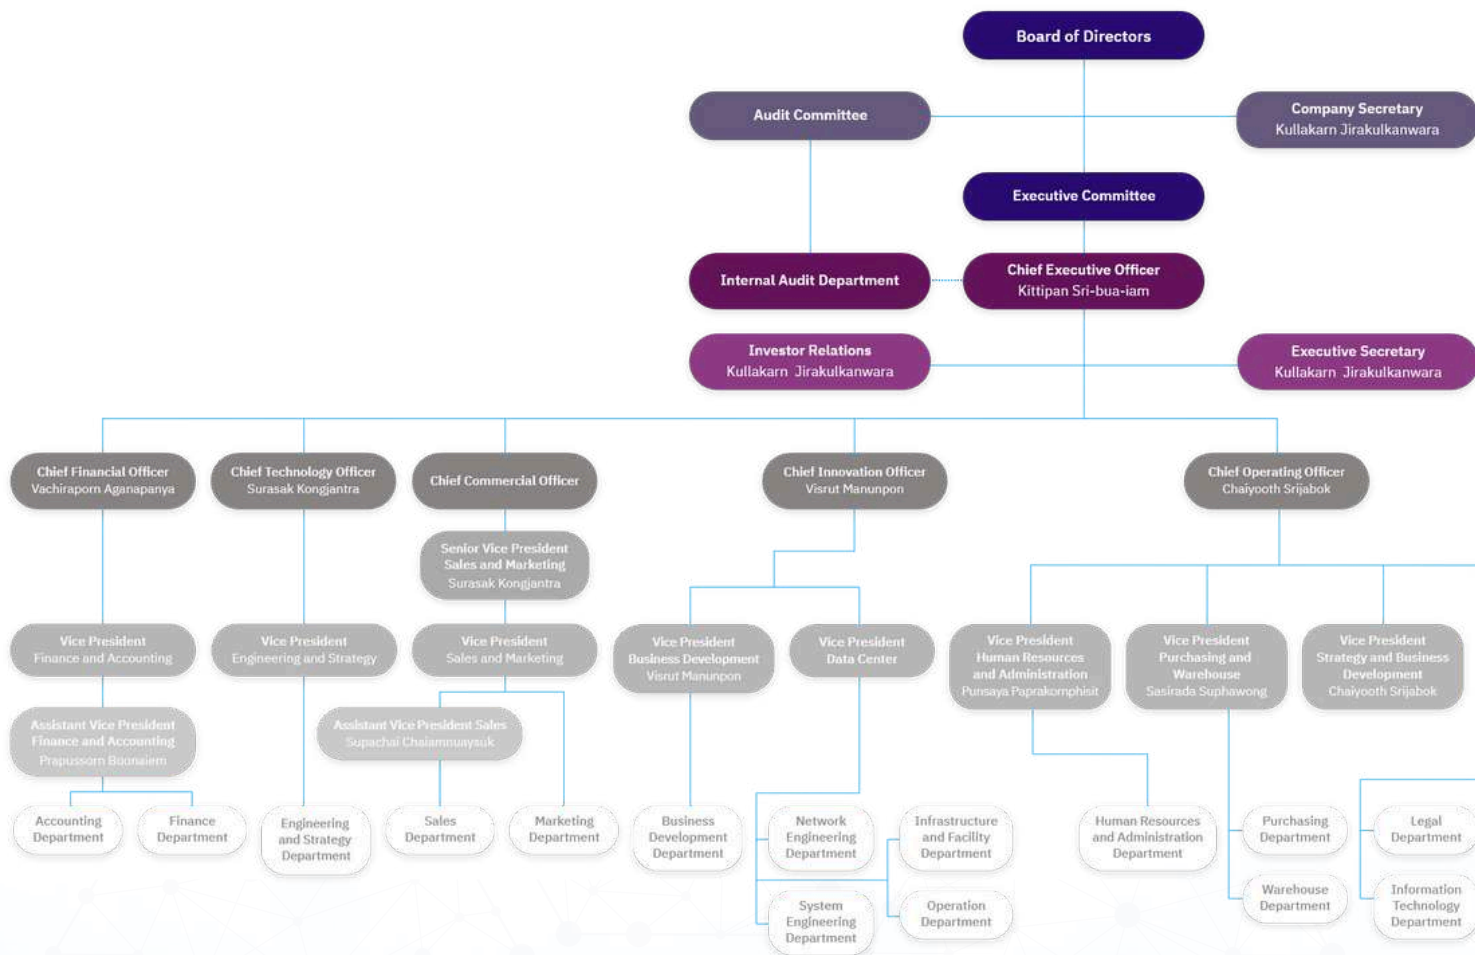 Board of Directors
Audit Committee
Company Secretary
Kullakarn Jirakulkanwara
Executive Committee
Internal Audit Department
Chief Executive Officer
Kittipan Sri-bua-iam
Investor Relations
Kullakarn Jirakulkanwara
Executive Secretary
Kullakarn Jirakulkanwara
Chief Financial Officer
Vachiraporn Aganapanya
Chief Technology Officer
Surasak Kongjantra
Chief Commercial Officer
Chief Innovation Officer
Visrut Manunpon
Chief Operating Officer
Chaiyooth Srijabok
Senior Vice President
Sales and Marketing
Surasak Kongjantra
Vice President
Finance and Accounting
Vice President
Engineering and Strategy
Vice President
Sales and Marketing
Vice President
Business Development
Visrut Manunpon
Vice President
Data Center
Vice President
Human Resources
and Administration
Punsaya Paprakornphisit
Vice President
Purchasing and
Warehouse
Sasirada Suphawong
Vice President
Strategy and Business
Development
Chaiyooth Srijabok
Assistant Vice President
Finance and Accounting
Prapussorn Boonaiem
Assistant Vice President Sales
Supachai Chaiamnuaysuk
Accounting
Department
Finance
Department
Engineering
and Strategy
Department
Sales
Department
Marketing
Department
Business
Development
Department
Network
Engineering
Department
Infrastructure
and Facility
Department
Human Resources
and Administration
Department
Purchasing
Department
Legal
Department
System
Engineering
Department
Operation
Department
Warehouse
Department
Information
Technology
Department